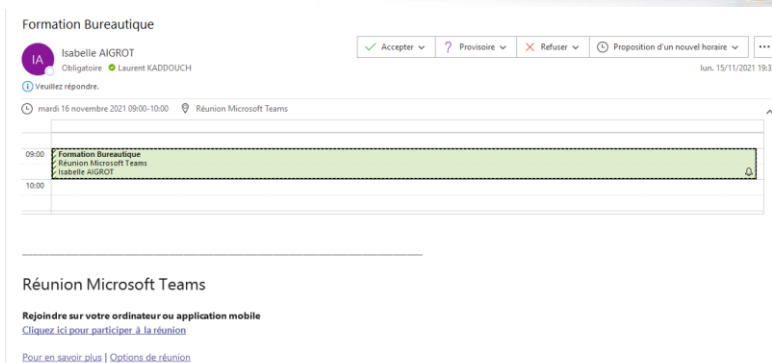 Formation Bureautique
IA
Isabelle AIGROT
Obligatoire Laurent KADDOUCH
Accepter
Provisoire
Refuser
Proposition d'un nouvel horaire
...
lun. 15/11/2021 19:3
Veuillez répondre.
mardi 16 novembre 2021 09:00-10:00 Réunion Microsoft Teams
09:00
Formation Bureautique
Réunion Microsoft Teams
Isabelle AIGROT
10:00
Réunion Microsoft Teams
Rejoindre sur votre ordinateur ou application mobile
Cliquez ici pour participer à la réunion
Pour en savoir plus | Options de réunion